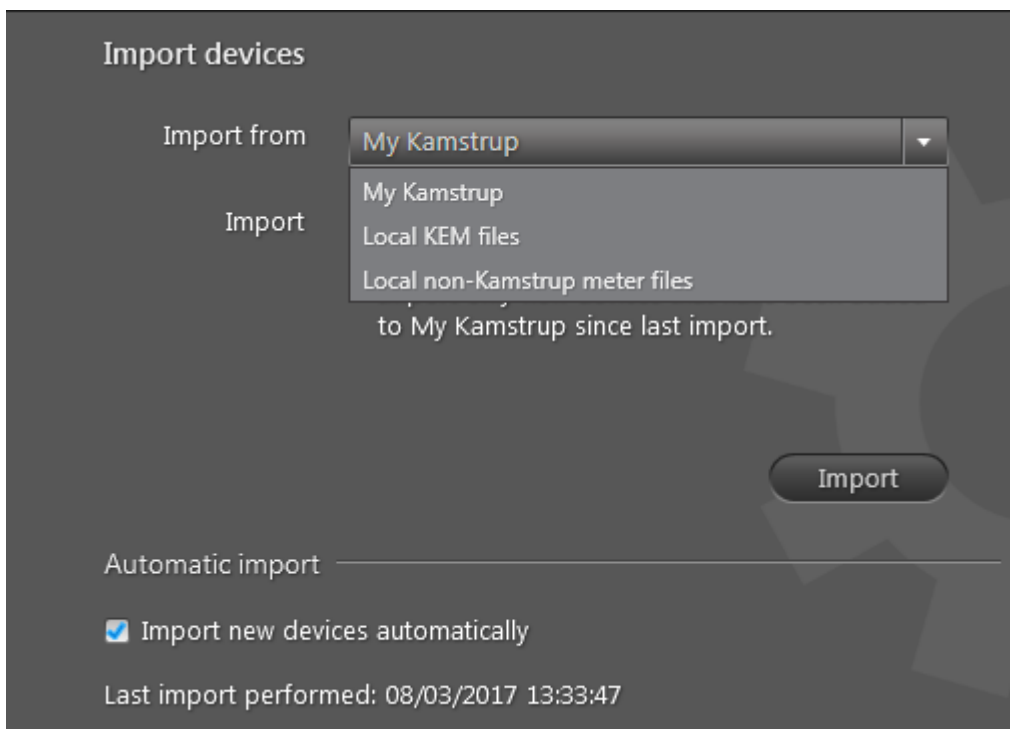 Import devices
Import from My Kamstrup
My Kamstrup
Import
Local KEM files
Local non-Kamstrup meter files
to My Kamstrup since last import.
Import
Automatic import
Import new devices automatically
Last import performed: 08/03/2017 13:33:47